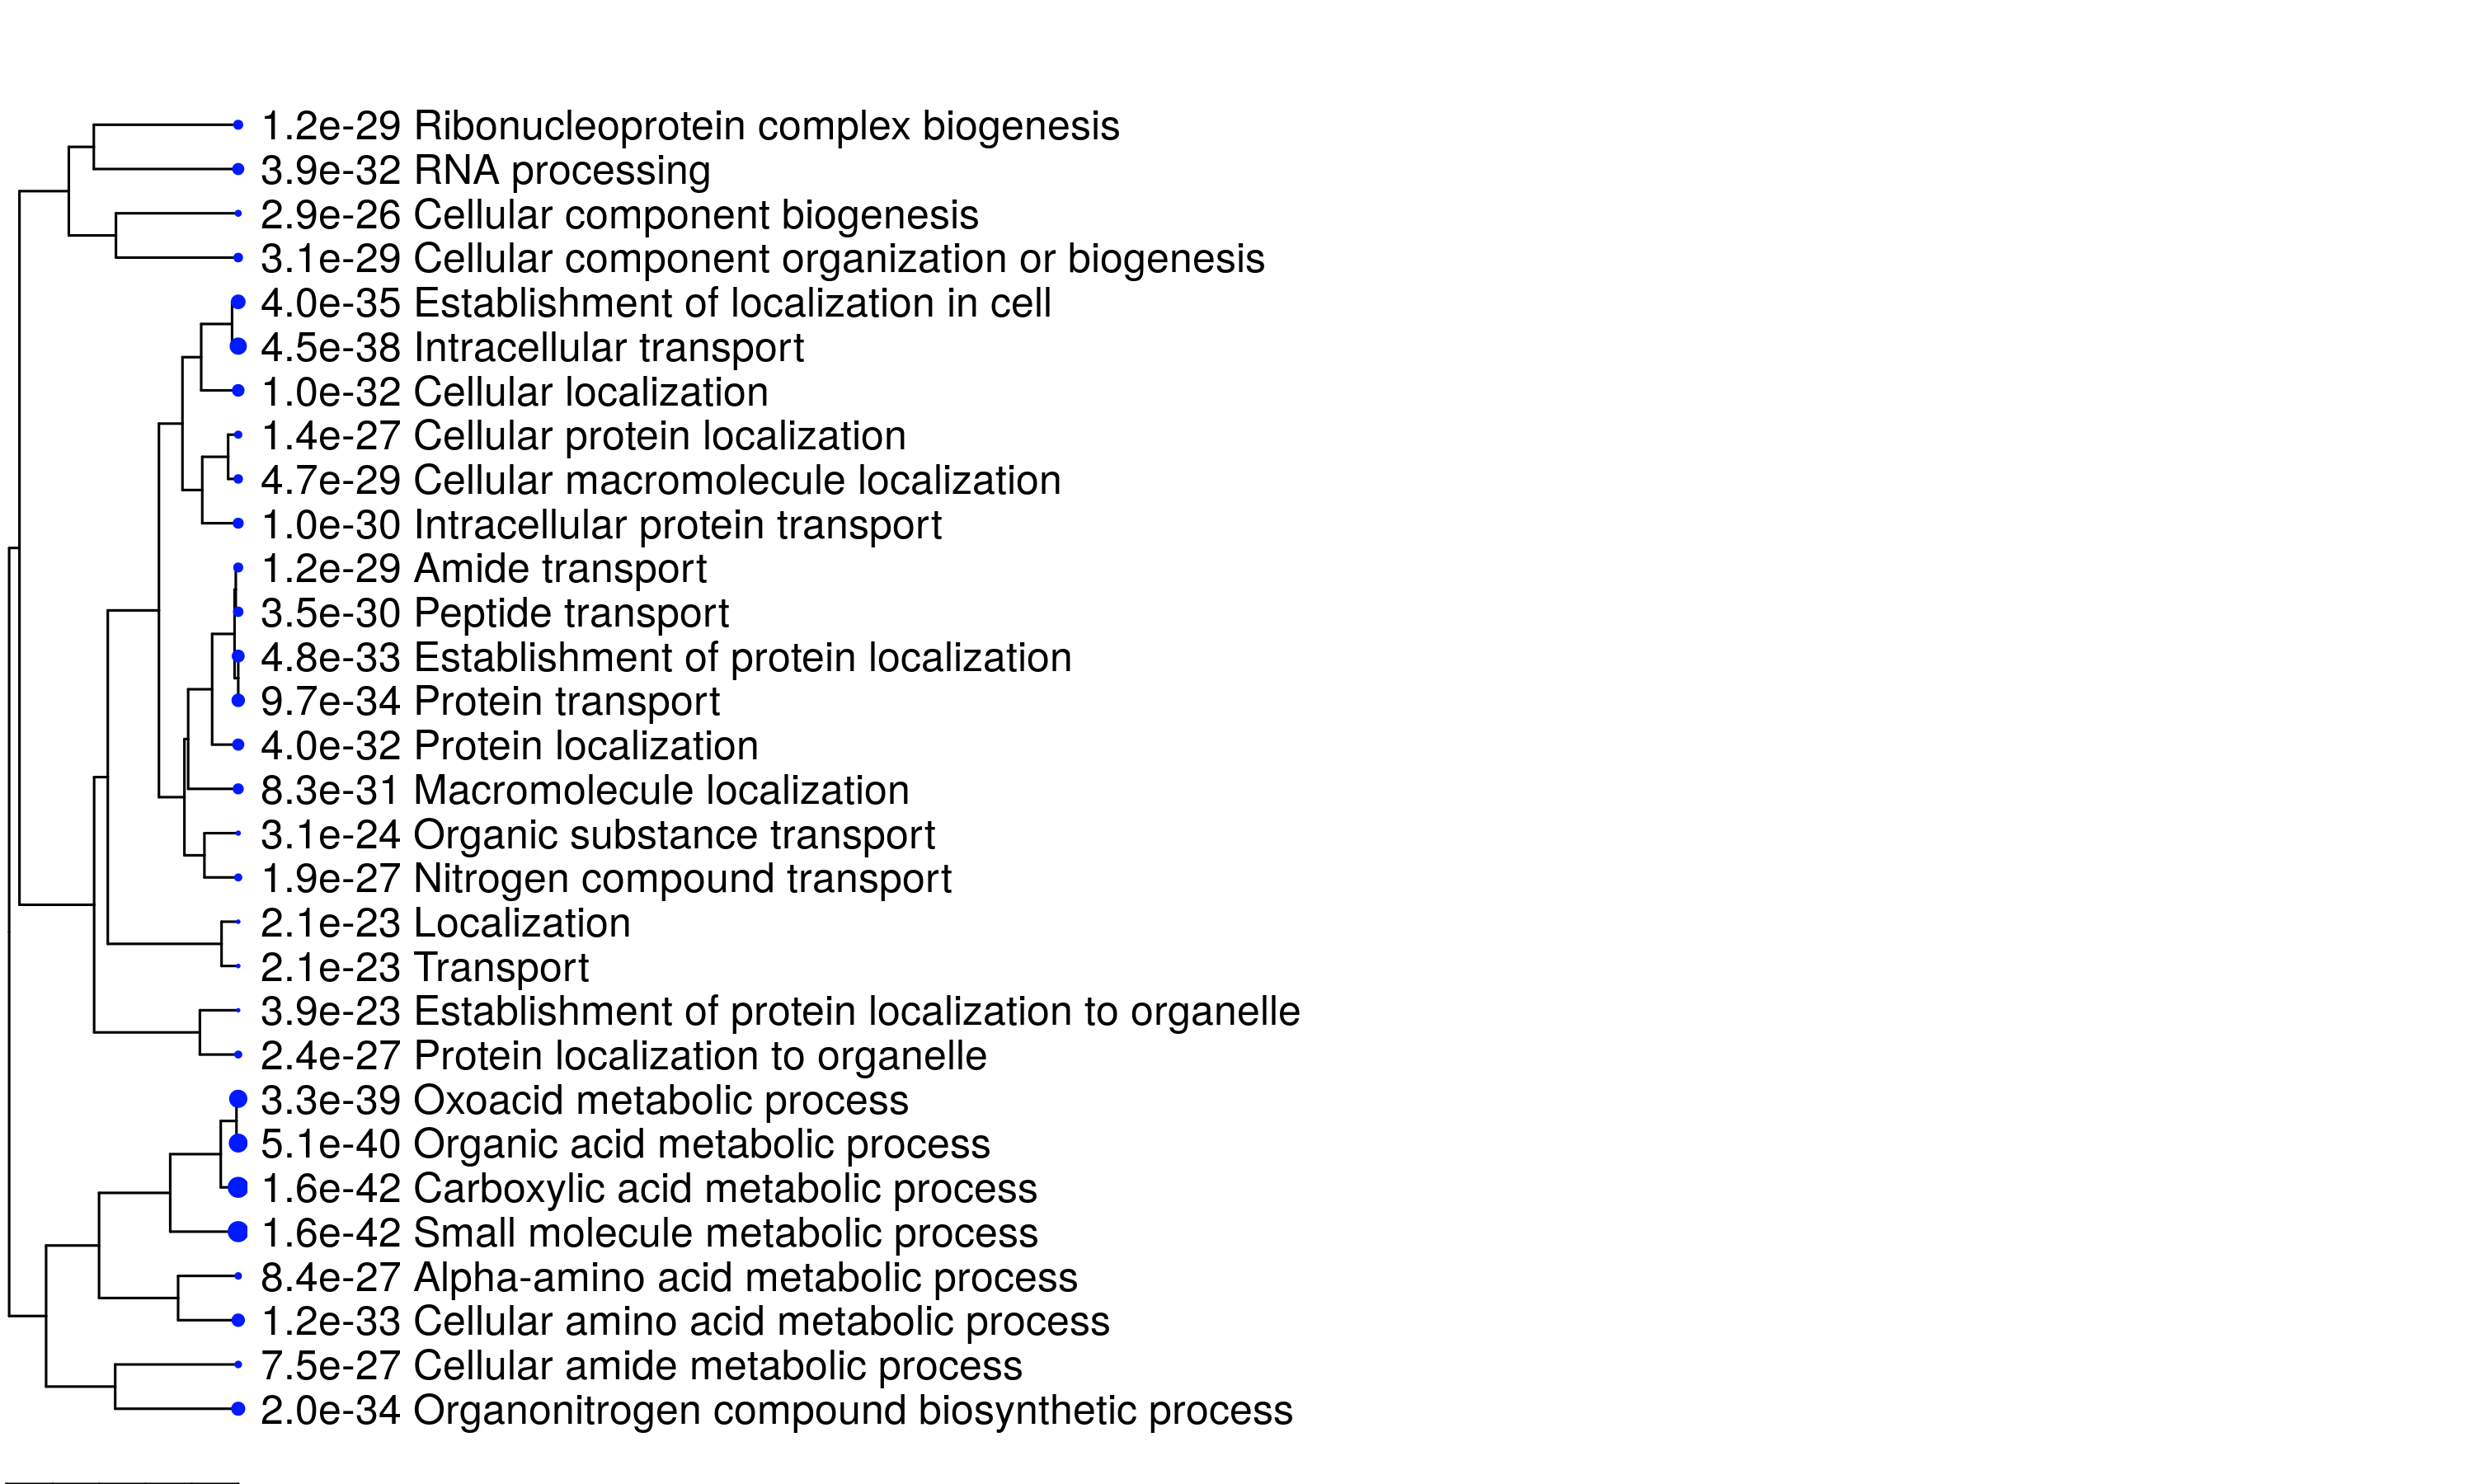 1.2e-29 Ribonucleoprotein complex biogenesis
3.9e-32 RNA processing
2.9e-26 Cellular component biogenesis
3.1e-29 Cellular component organization or biogenesis
4.0e-35 Establishment of localization in cell
4.5e-38 Intracellular transport
1.0e-32 Cellular localization
1.4e-27 Cellular protein localization
4.7e-29 Cellular macromolecule localization
1.0e-30 Intracellular protein transport
1.2e-29 Amide transport
3.5e-30 Peptide transport
4.8e-33 Establishment of protein localization
9.7e-34 Protein transport
4.0e-32 Protein localization
8.3e-31 Macromolecule localization
3.1e-24 Organic substance transport
1.9e-27 Nitrogen compound transport
2.1e-23 Localization
2.1e-23 Transport
3.9e-23 Establishment of protein localization to organelle
2.4e-27 Protein localization to organelle
3.3e-39 Oxoacid metabolic process
5.1e-40 Organic acid metabolic process
1.6e-42 Carboxylic acid metabolic process
1.6e-42 Small molecule metabolic process
8.4e-27 Alpha-amino acid metabolic process
1.2e-33 Cellular amino acid metabolic process
7.5e-27 Cellular amide metabolic process
2.0e-34 Organonitrogen compound biosynthetic process